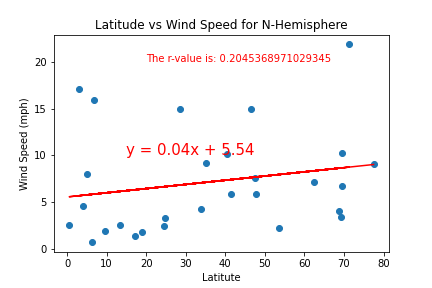 Latitude vs Wind Speed for N-Hemisphere
The r-value is: 0.2045368971029345
y = 0.04x + 5.54
Wind Speed (mph)
20
15
10
5
0
0 10 20 30 40 50 60 70 80
Latitute